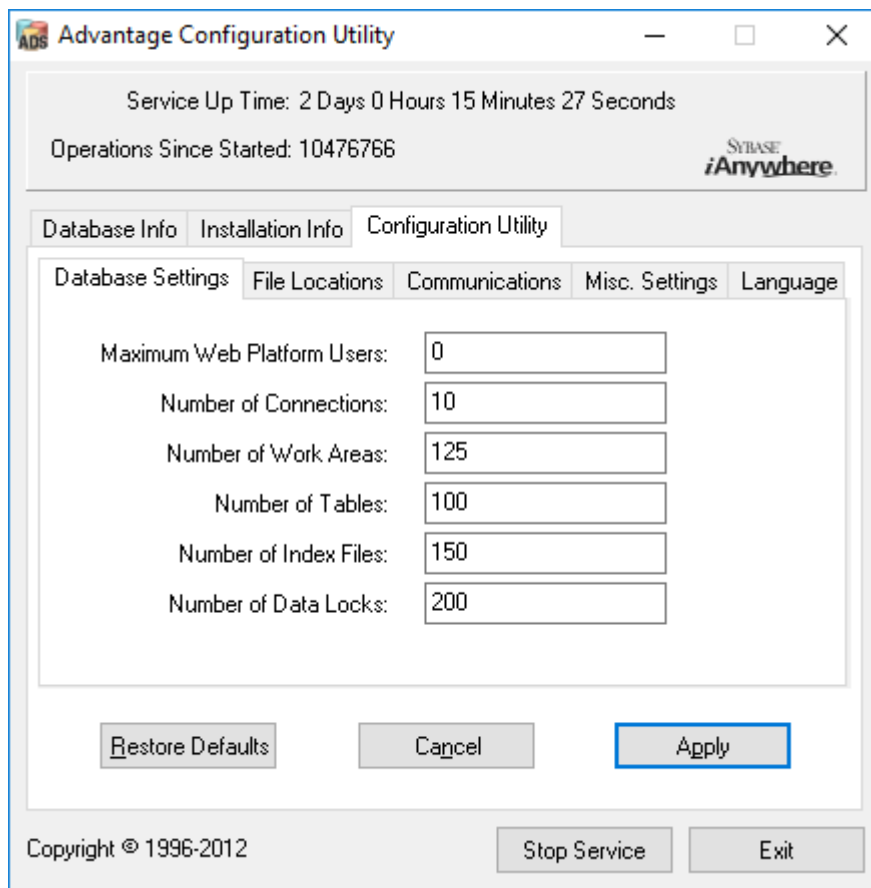 ADS Advantage Configuration Utility
Service Up Time: 2 Days 0 Hours 15 Minutes 27 Seconds
Operations Since Started: 10476766
SYBASE
iAnywhere.
Database Info Installation Info Configuration Utility
Database Settings File Locations Communications Misc. Settings Language
Maximum Web Platform Users: 0
Number of Connections: 10
Number of Work Areas: 125
Number of Tables: 100
Number of Index Files: 150
Number of Data Locks: 200
Restore Defaults Cancel Apply
Copyright © 1996-2012 Stop Service Exit